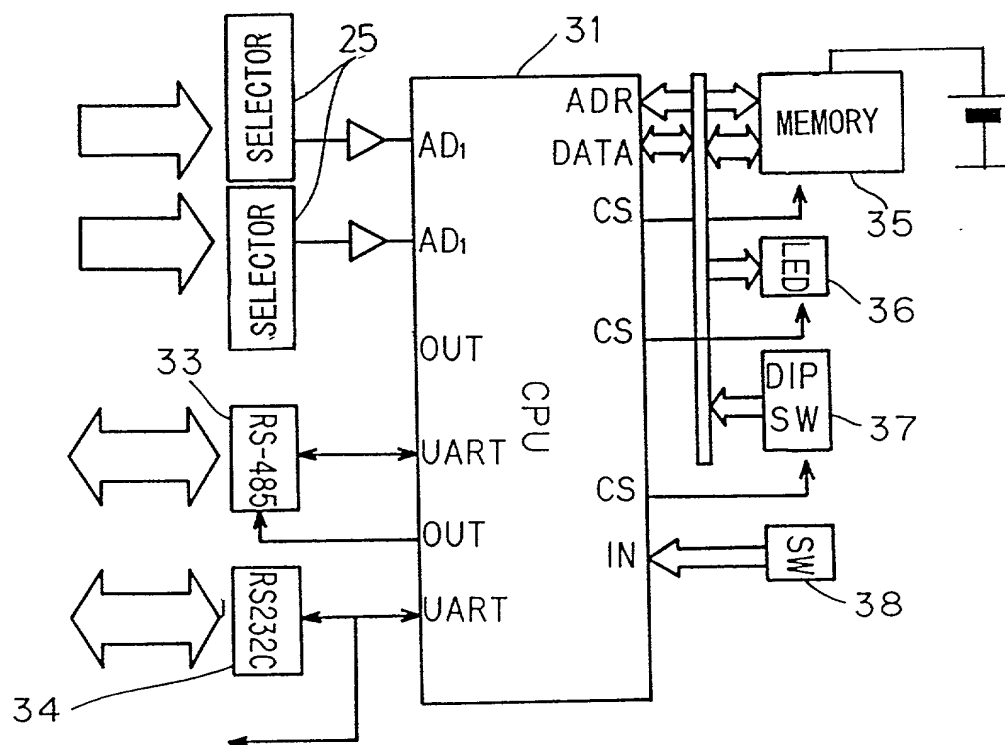 25
SELECTOR
SELECTOR
31
CPU
AD₁
AD₁
OUT
UART
OUT
UART
33
RS-485
RS232C
34
ADR
DATA
CS
CS
CS
IN
MEMORY
35
LED
36
DIP
SW
37
SW
38